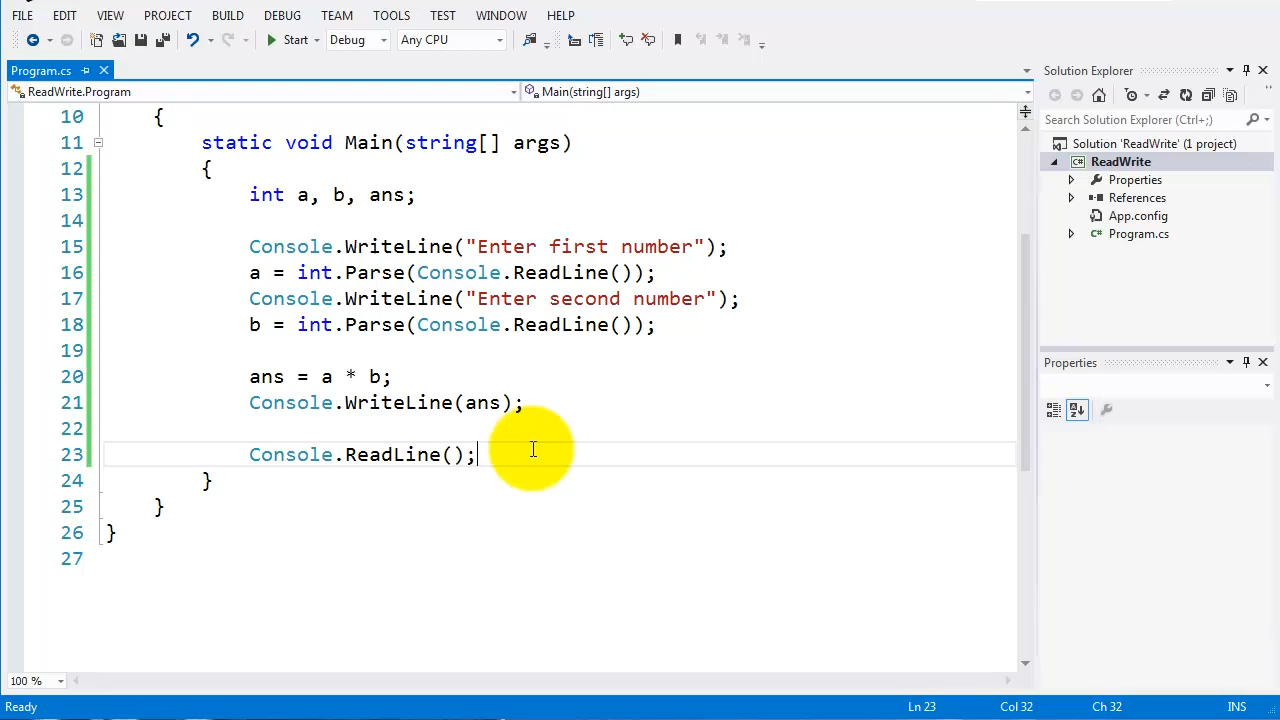 FILE EDIT VIEW PROJECT BUILD DEBUG TEAM TOOLS TEST WINDOW HELP
Start Debug Any CPU
Program.cs
ReadWrite.Program Main(string[] args)
10 {
11 static void Main(string[] args)
12 {
13 int a, b, ans;
14
15 Console.WriteLine("Enter first number");
16 a = int.Parse(Console.ReadLine());
17 Console.WriteLine("Enter second number");
18 b = int.Parse(Console.ReadLine());
19
20 ans = a * b;
21 Console.WriteLine(ans);
22
23 Console.ReadLine();
24 }
25 }
26 }
27
100 %
Solution Explorer
Search Solution Explorer (Ctrl+;)
Solution 'ReadWrite' (1 project)
C# ReadWrite
Properties
References
App.config
C# Program.cs
Properties
Ready Ln 23 Col 32 Ch 32 INS